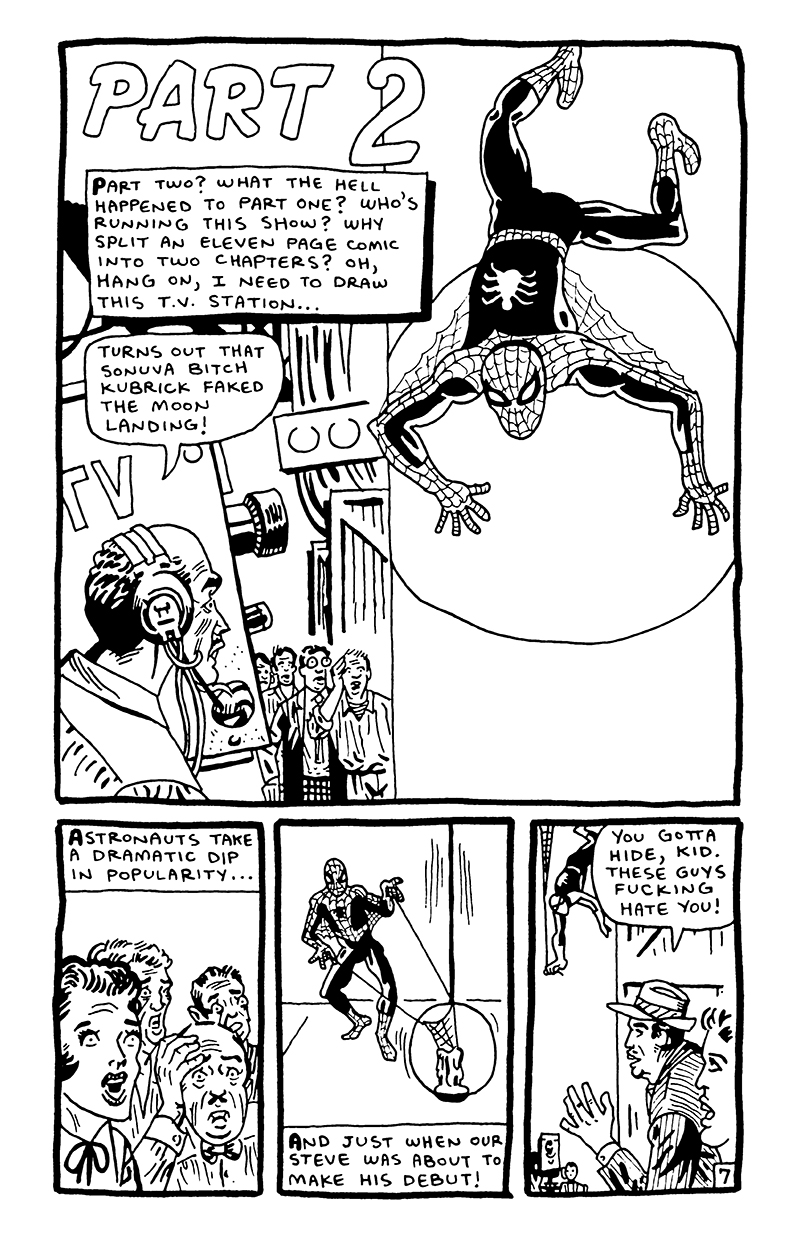 PART 2
PART TWO? WHAT THE HELL
HAPPENED TO PART ONE? WHO'S
RUNNING THIS SHOW? WHY
SPLIT AN ELEVEN PAGE COMIC
INTO TWO CHAPTERS? OH,
HANG ON, I NEED TO DRAW
THIS T.V. STATION...
TURNS OUT THAT
SONUVA BITCH
KUBRICK FAKED
THE MOON
LANDING!
TV
ASTRONAUTS TAKE
A DRAMATIC DIP
IN POPULARITY...
AND JUST WHEN OUR
STEVE WAS ABOUT TO
MAKE HIS DEBUT!
YOU GOTTA
HIDE, KID.
THESE GUYS
FUCKING
HATE YOU!
7